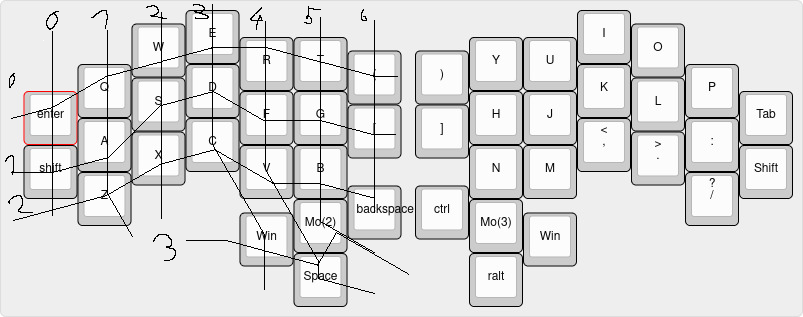 0 1 2 3 4 5 6
E I
W O
R T Y U
( )
Q P
0
S D K L
enter F G [ ] H J Tab
A C < , > . :
1
shift X V B N M Shift
Z ? /
2
backspace ctrl
Mo(2) Mo(3)
3 Win Win
Space ralt